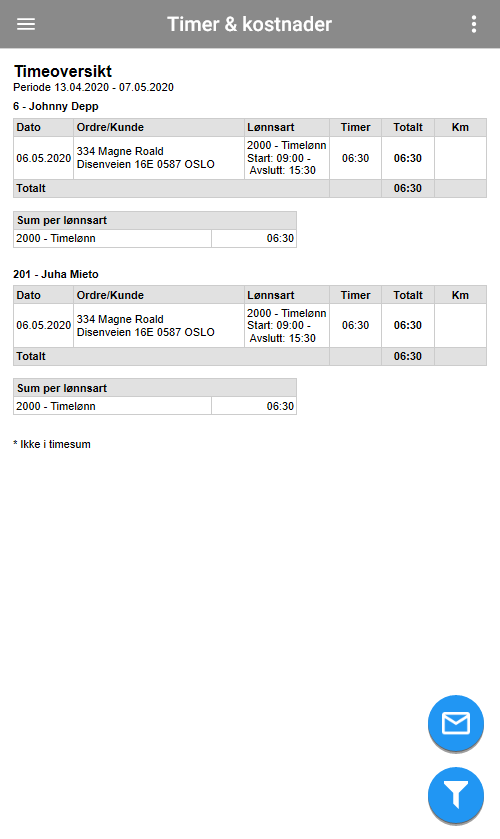 Timer & kostnader
Timeoversikt
Periode 13.04.2020 - 07.05.2020
6 - Johnny Depp
Dato Ordre/Kunde Lønnsart Timer Totalt Km
06.05.2020 334 Magne Roald 2000 - Timelønn 06:30 06:30
Disenveien 16E 0587 OSLO Start: 09:00 -
Avslutt: 15:30
Totalt 06:30
Sum per lønnsart
2000 - Timelønn 06:30
201 - Juha Mieto
Dato Ordre/Kunde Lønnsart Timer Totalt Km
06.05.2020 334 Magne Roald 2000 - Timelønn 06:30 06:30
Disenveien 16E 0587 OSLO Start: 09:00 -
Avslutt: 15:30
Totalt 06:30
Sum per lønnsart
2000 - Timelønn 06:30
* Ikke i timesum